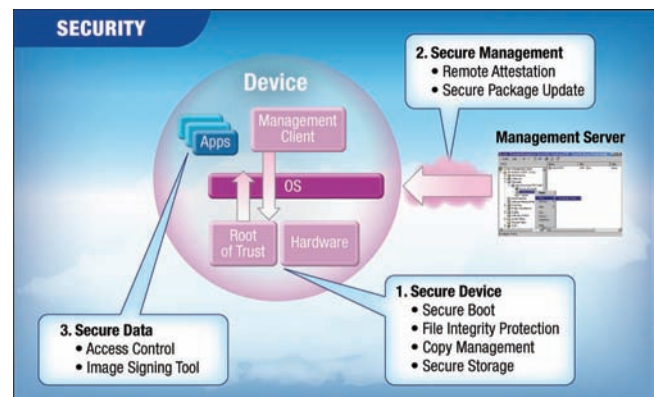 SECURITY
Device
Apps
Management
Client
OS
Root
of Trust
Hardware
2. Secure Management
• Remote Attestation
• Secure Package Update
Management Server
1. Secure Device
• Secure Boot
• File Integrity Protection
• Copy Management
• Secure Storage
3. Secure Data
• Access Control
• Image Signing Tool